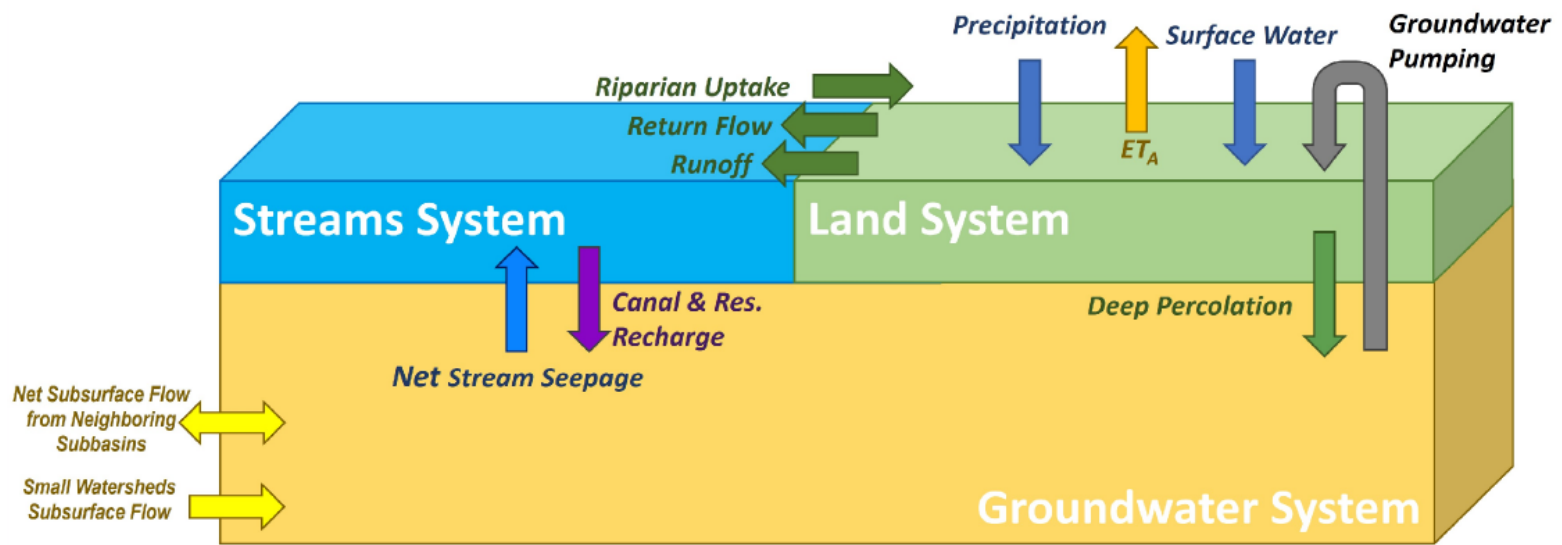 Precipitation
Surface Water
Groundwater
Pumping
Riparian Uptake
Return Flow
ETA
Runoff
Streams System
Land System
Canal & Res.
Recharge
Deep Percolation
Net Stream Seepage
Net Subsurface Flow
from Neighboring
Subbasins
Small Watersheds
Subsurface Flow
Groundwater System